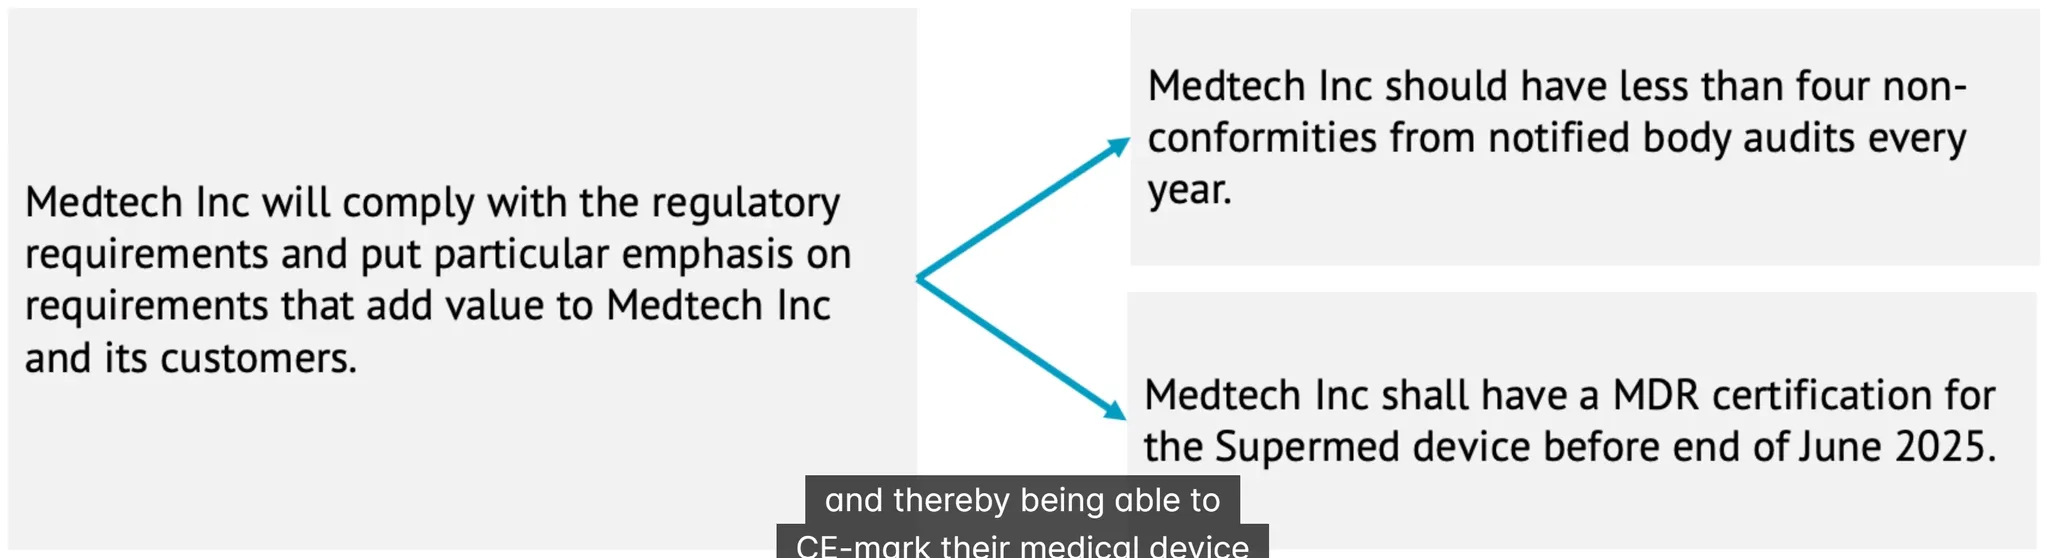 Medtech Inc will comply with the regulatory
requirements and put particular emphasis on
requirements that add value to Medtech Inc
and its customers.
Medtech Inc should have less than four non-
conformities from notified body audits every
year.
Medtech Inc shall have a MDR certification for
the Supermed device before end of June 2025.
and thereby being able to
CE-mark their medical device